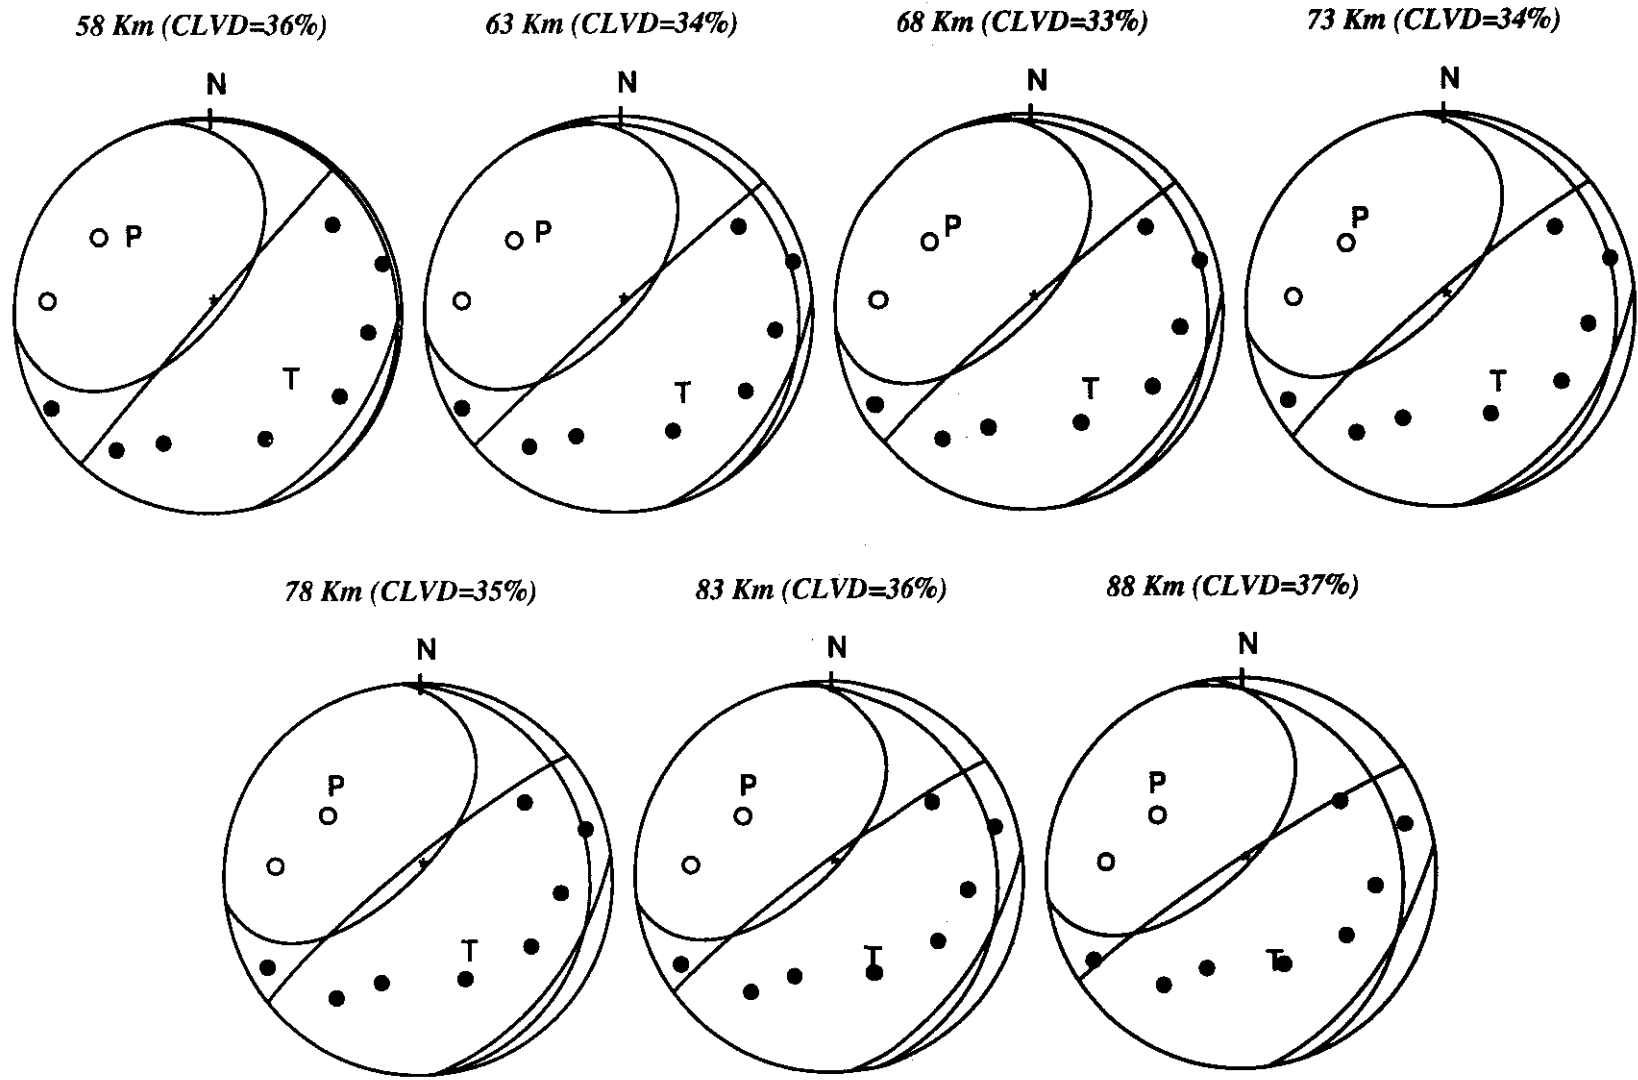 58 Km (CLVD=36%) 63 Km (CLVD=34%) 68 Km (CLVD=33%) 73 Km (CLVD=34%)
N N N N
P P P P
T T T T
78 Km (CLVD=35%) 83 Km (CLVD=36%) 88 Km (CLVD=37%)
N N N
P P P
T T T